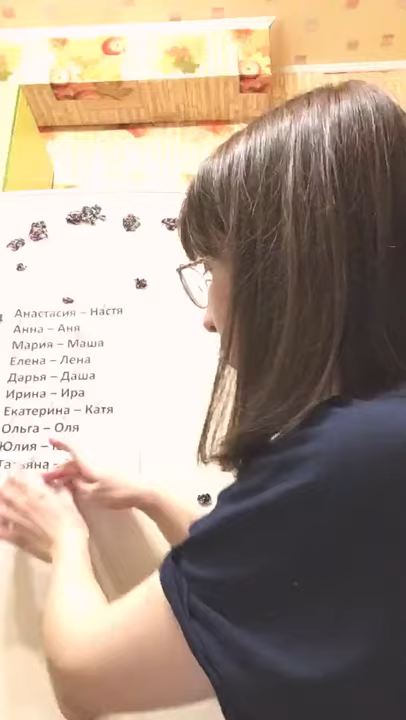 Анастасия – Настя
Анна – Аня
Мария – Маша
Елена – Лена
Дарья – Даша
Ирина – Ира
Екатерина – Катя
Ольга – Оля
Юлия –